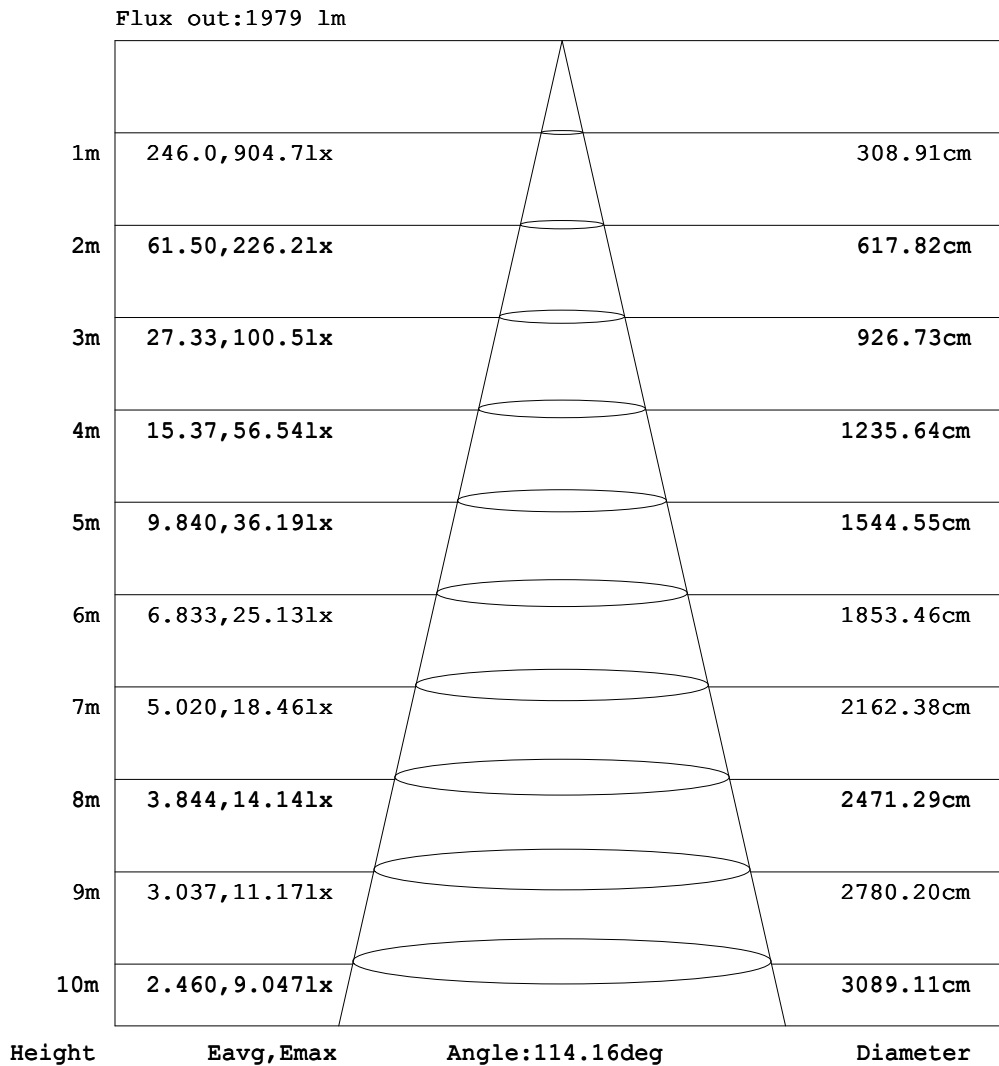 Flux out:1979 lm
1m 246.0,904.7lx 308.91cm
2m 61.50,226.2lx 617.82cm
3m 27.33,100.5lx 926.73cm
4m 15.37,56.54lx 1235.64cm
5m 9.840,36.19lx 1544.55cm
6m 6.833,25.13lx 1853.46cm
7m 5.020,18.46lx 2162.38cm
8m 3.844,14.14lx 2471.29cm
9m 3.037,11.17lx 2780.20cm
10m 2.460,9.047lx 3089.11cm
Height Eavg,Emax Angle:114.16deg Diameter